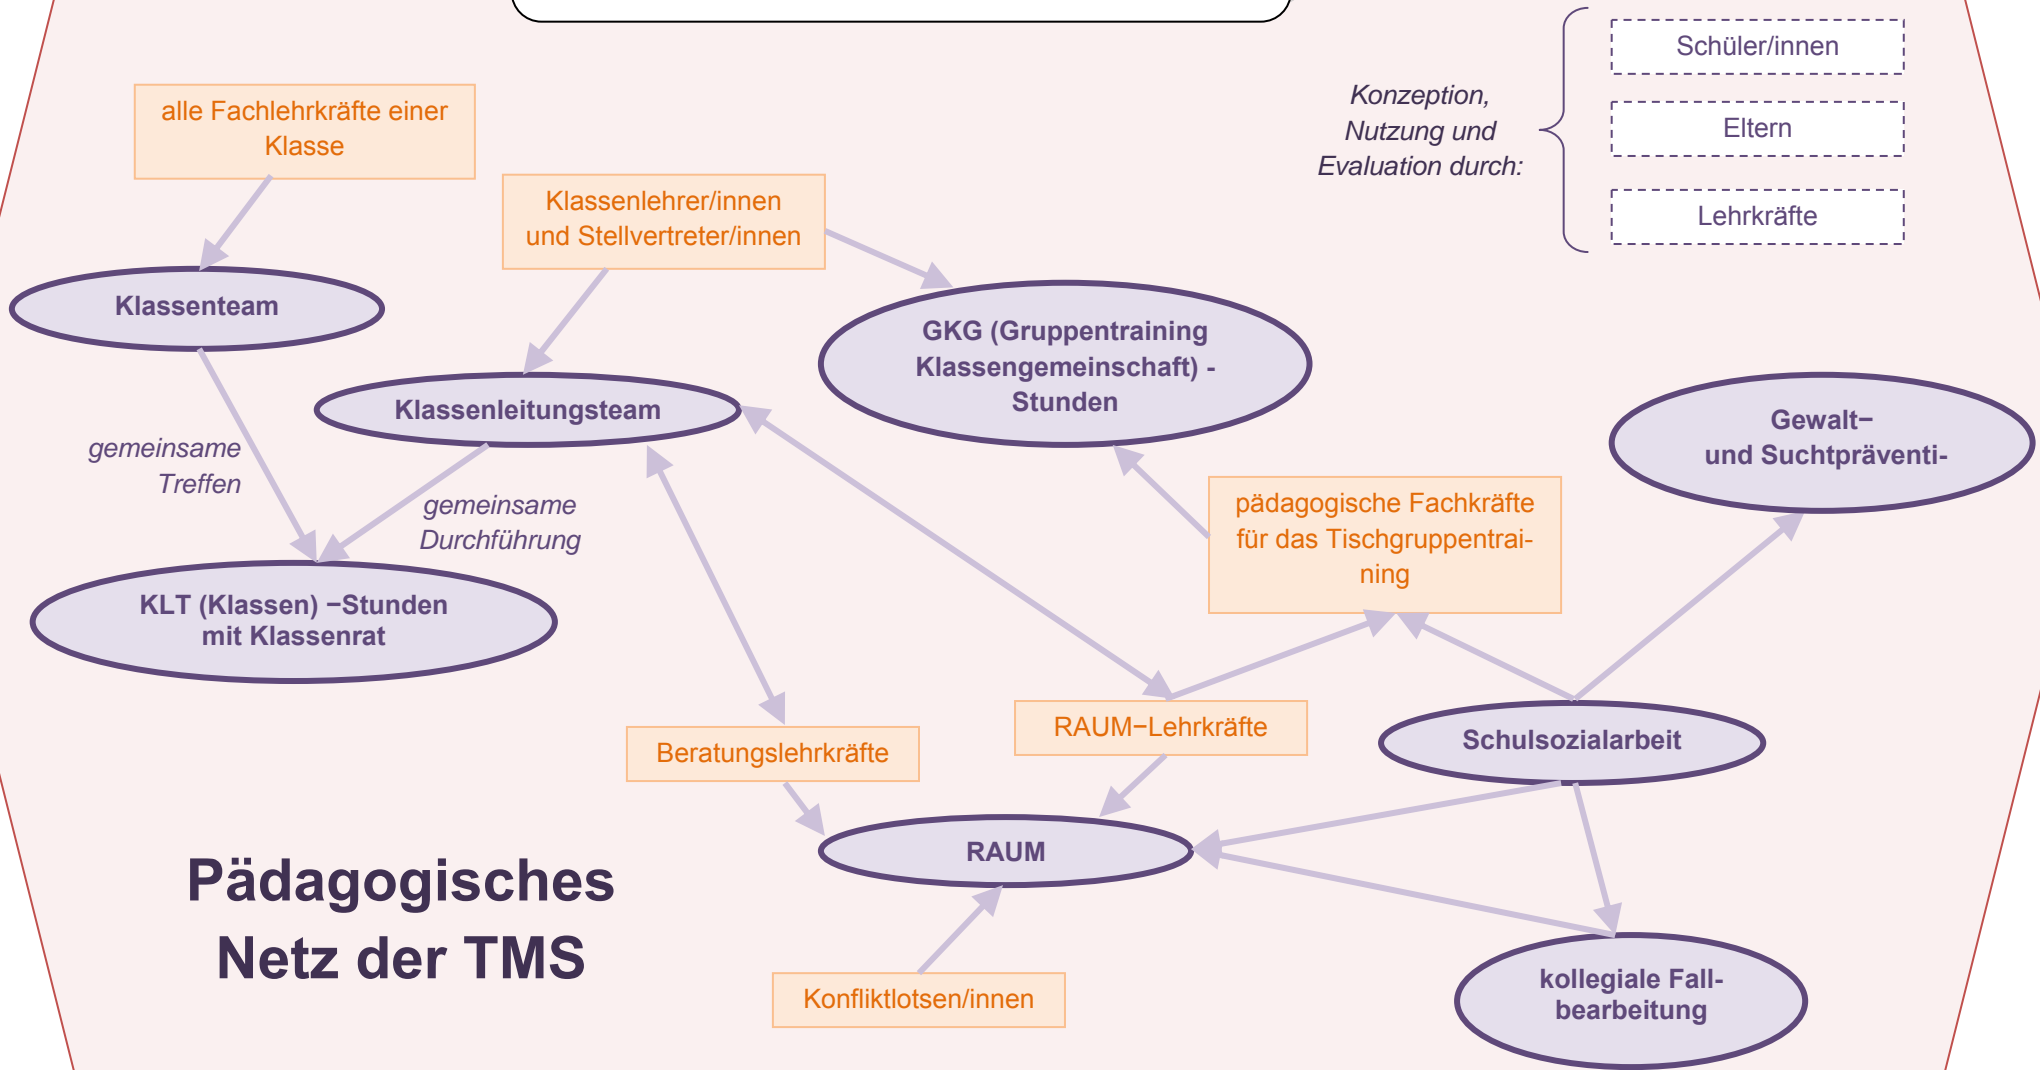 Schüler/innen
Konzeption,
Nutzung und
Evaluation durch:
Eltern
Lehrkräfte
alle Fachlehrkräfte einer
Klasse
Klassenlehrer/innen
und Stellvertreter/innen
Klassenteam
GKG (Gruppentraining
Klassengemeinschaft) -
Stunden
Klassenleitungsteam
Gewalt−
und Suchtpräventi-
gemeinsame
Treffen
gemeinsame
Durchführung
pädagogische Fachkräfte
für das Tischgruppentrai-
ning
KLT (Klassen) −Stunden
mit Klassenrat
Beratungslehrkräfte
RAUM−Lehrkräfte
Schulsozialarbeit
RAUM
Pädagogisches
Netz der TMS
Konfliktlotsen/innen
kollegiale Fall-
bearbeitung